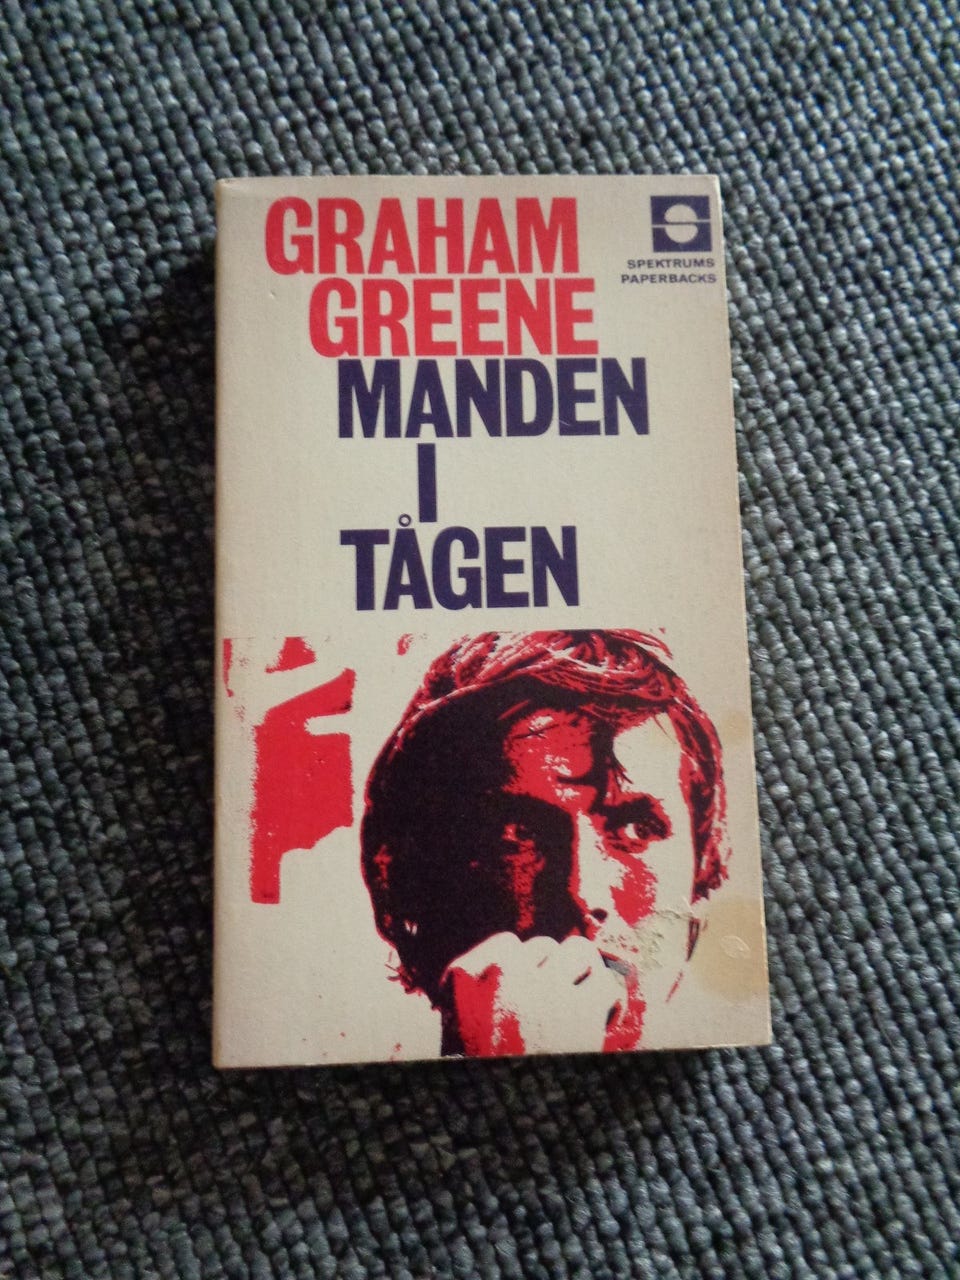 GRAHAM
GREENE
MANDEN
I
TÅGEN
SPEKTRUMS
PAPERBACKS